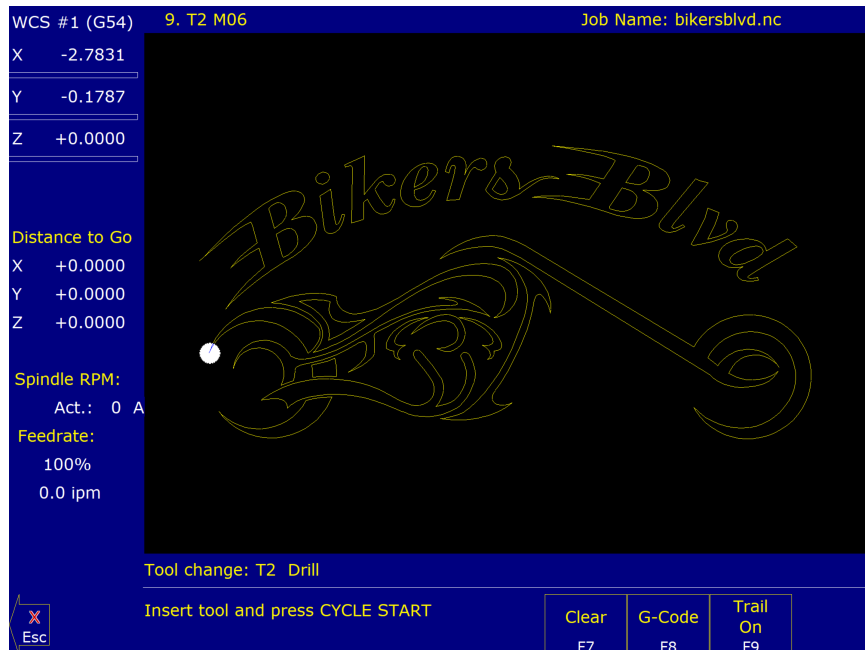 WCS #1 (G54)
9. T2 M06
Job Name: bikersblvd.nc
X -2.7831
Y -0.1787
Z +0.0000
Distance to Go
X +0.0000
Y +0.0000
Z +0.0000
Spindle RPM:
Act.: 0 A
Feedrate:
100%
0.0 ipm
Bikers Blvd
Tool change: T2 Drill
Insert tool and press CYCLE START
X
Esc
Clear
F7
G-Code
F8
Trail
On
F9